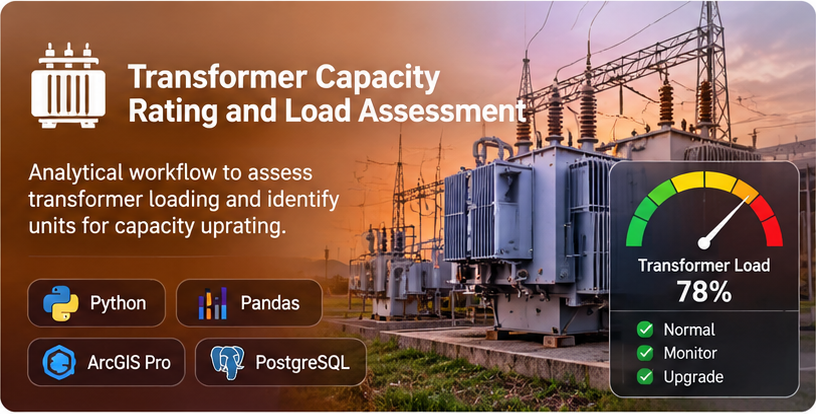 Transformer Capacity
Rating and Load Assessment
Analytical workflow to assess
transformer loading and identify
units for capacity uprating.
Python
Pandas
ArcGIS Pro
PostgreSQL
Transformer Load
78%
Normal
Monitor
Upgrade